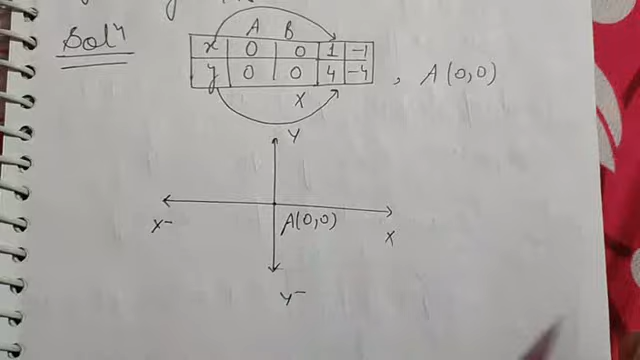 Solⁿ
A B
x 0 0 1 -1
y 0 0 4 -4 , A(0,0)
X
Y
A(0,0)
X- X
Y-